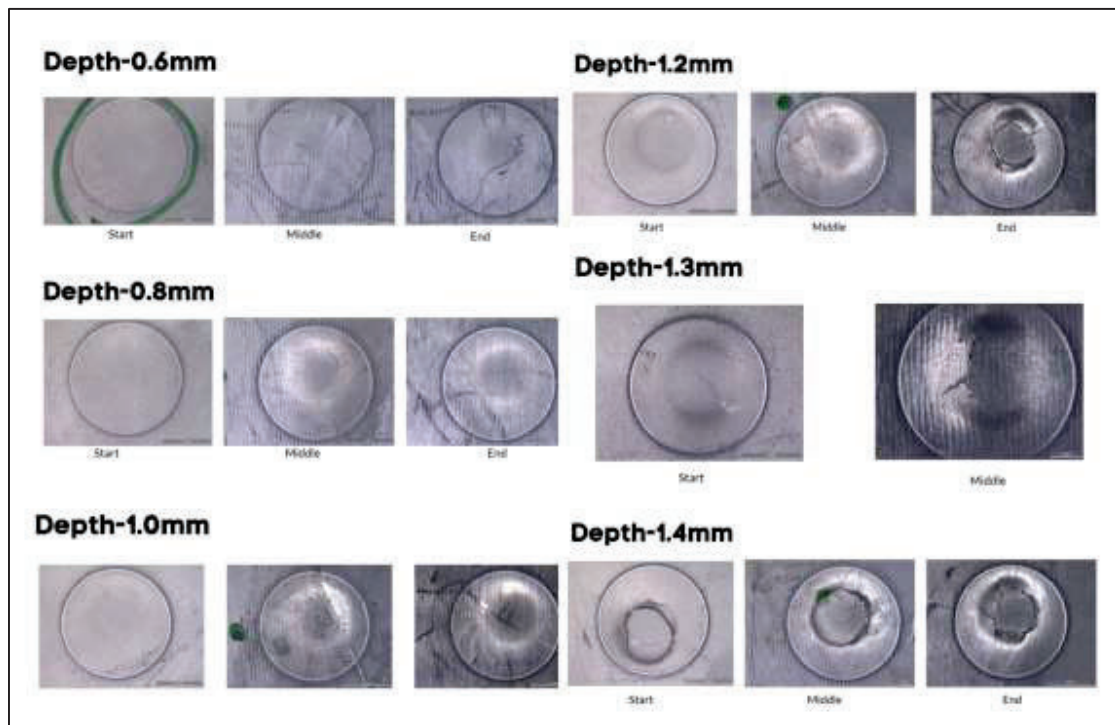 Depth-0.6mm
Start
Middle
End
Depth-0.8mm
Start
Middle
End
Depth-1.0mm
Depth-1.2mm
Start
Middle
End
Depth-1.3mm
Start
Middle
Depth-1.4mm
Start
Middle
End